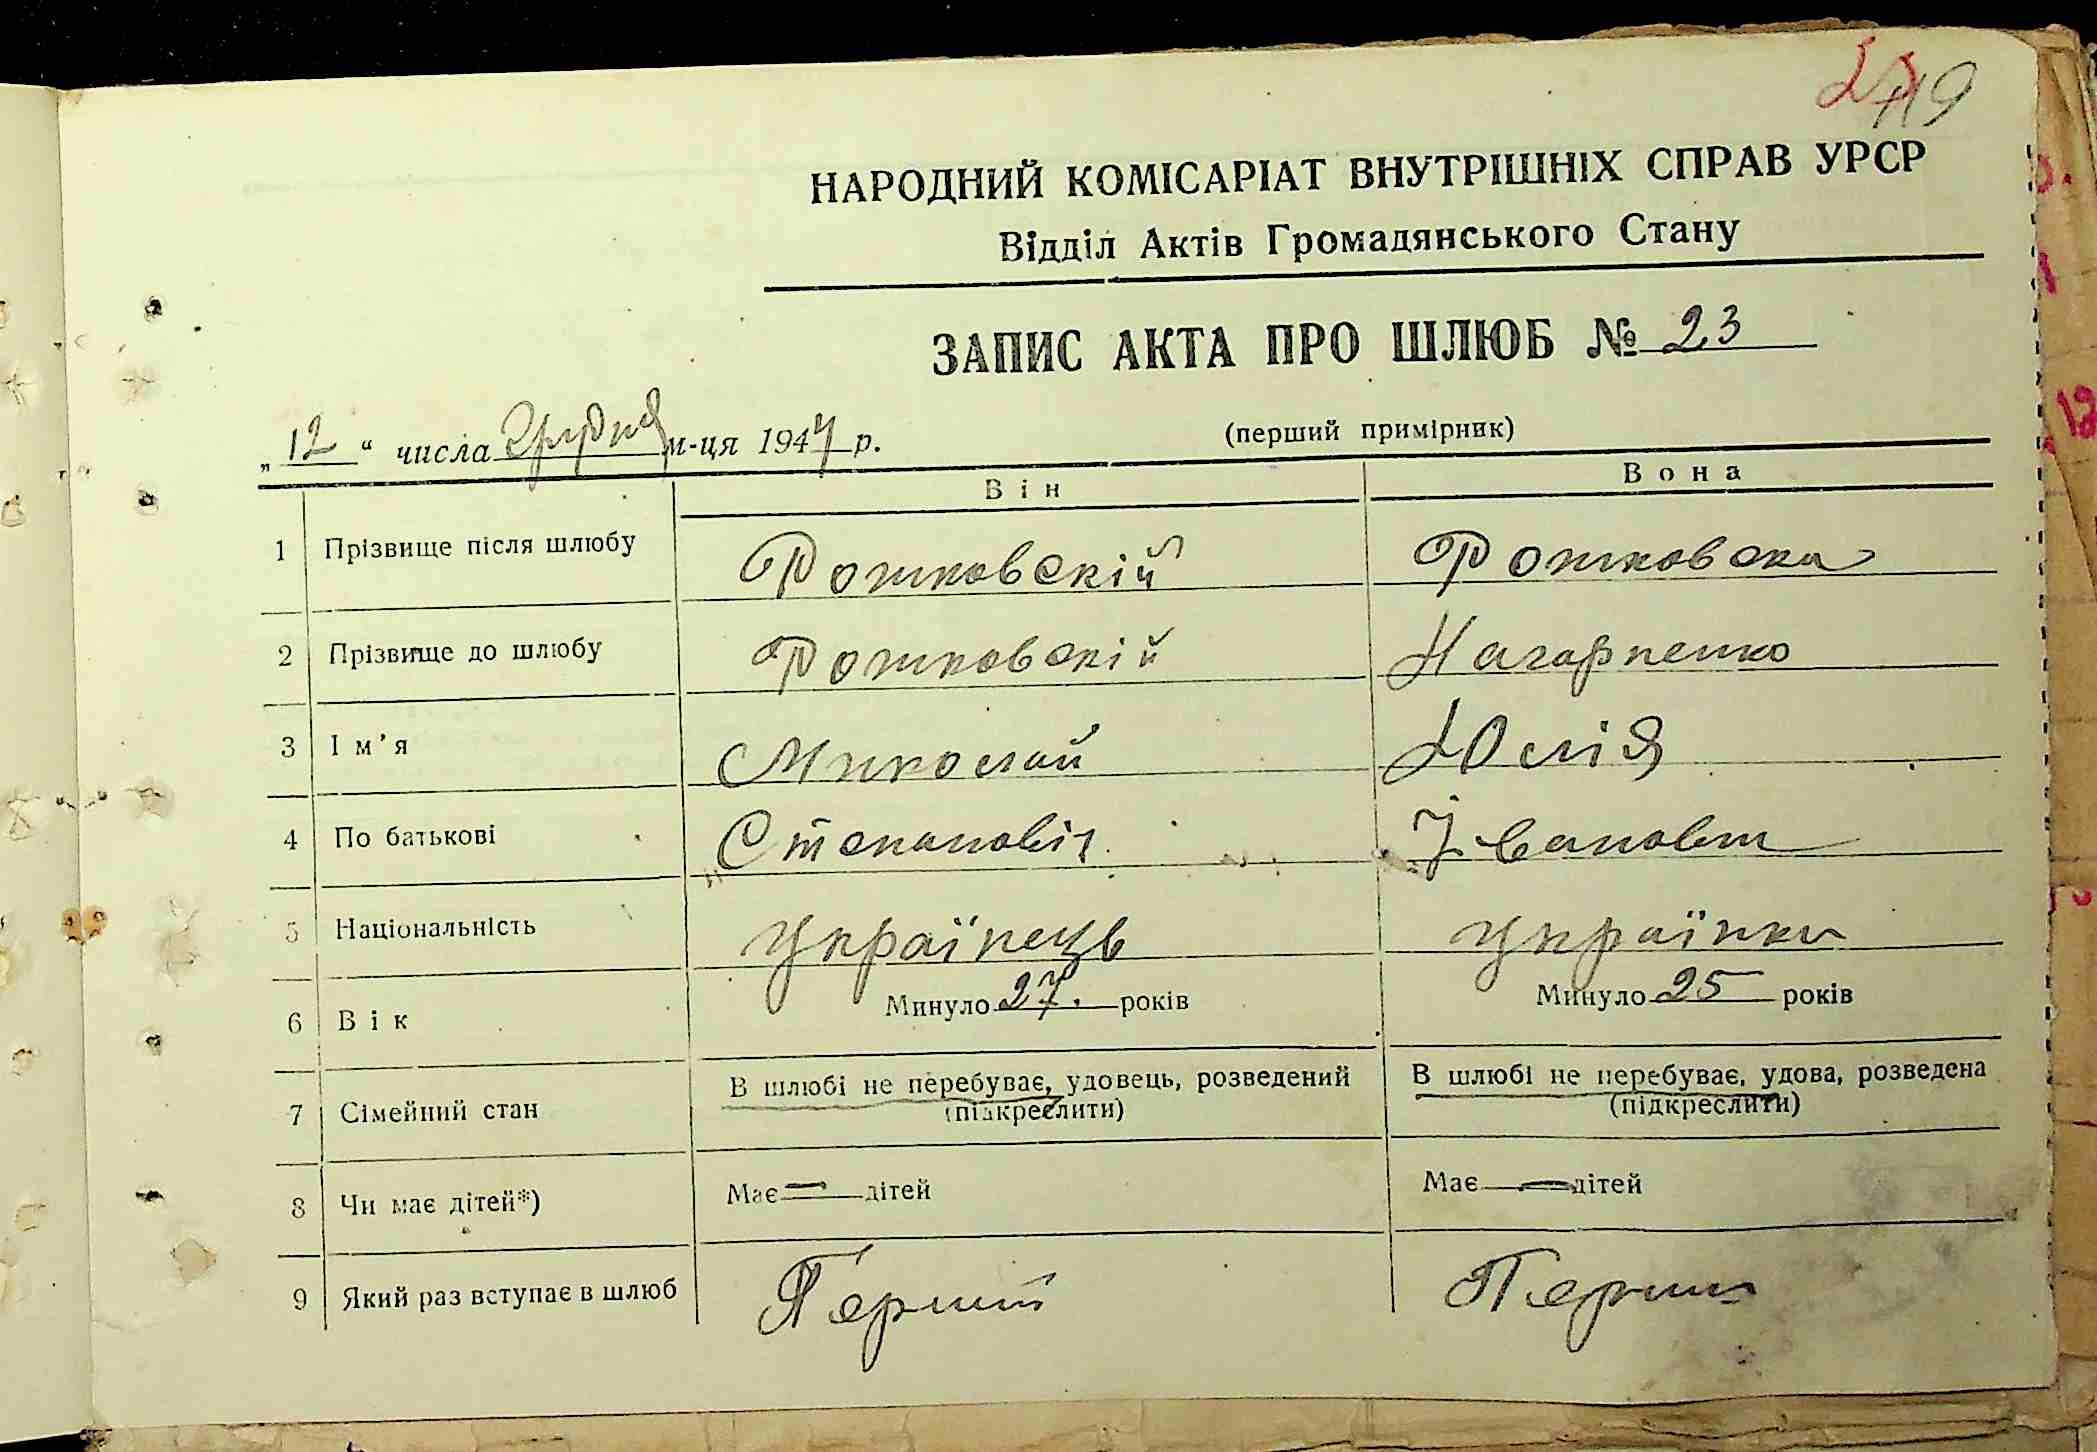 119
НАРОДНИЙ КОМІСАРІАТ ВНУТРІШНІХ СПРАВ УРСР
Відділ Актів Громадянського Стану
ЗАПИС АКТА ПРО ШЛЮБ № 23
„12“ числа Грудня м-ця 1947 р. (перший примірник)
Він Вона
1 Прізвище після шлюбу Рожковскій Рожковска
2 Прізвище до шлюбу Рожковскій
3 Ім’я Миколай Юлія
4 По батькові Степановіч Івановна
5 Національність Українець Українка
6 Вік Минуло 27. років Минуло 25 років
7 Сімейний стан В шлюбі не перебуває, удовець, розведений (підкреслити) В шлюбі не перебуває, удова, розведена (підкреслити)
8 Чи має дітей*) Має — дітей Має — дітей
9 Який раз вступає в шлюб Перший Перший